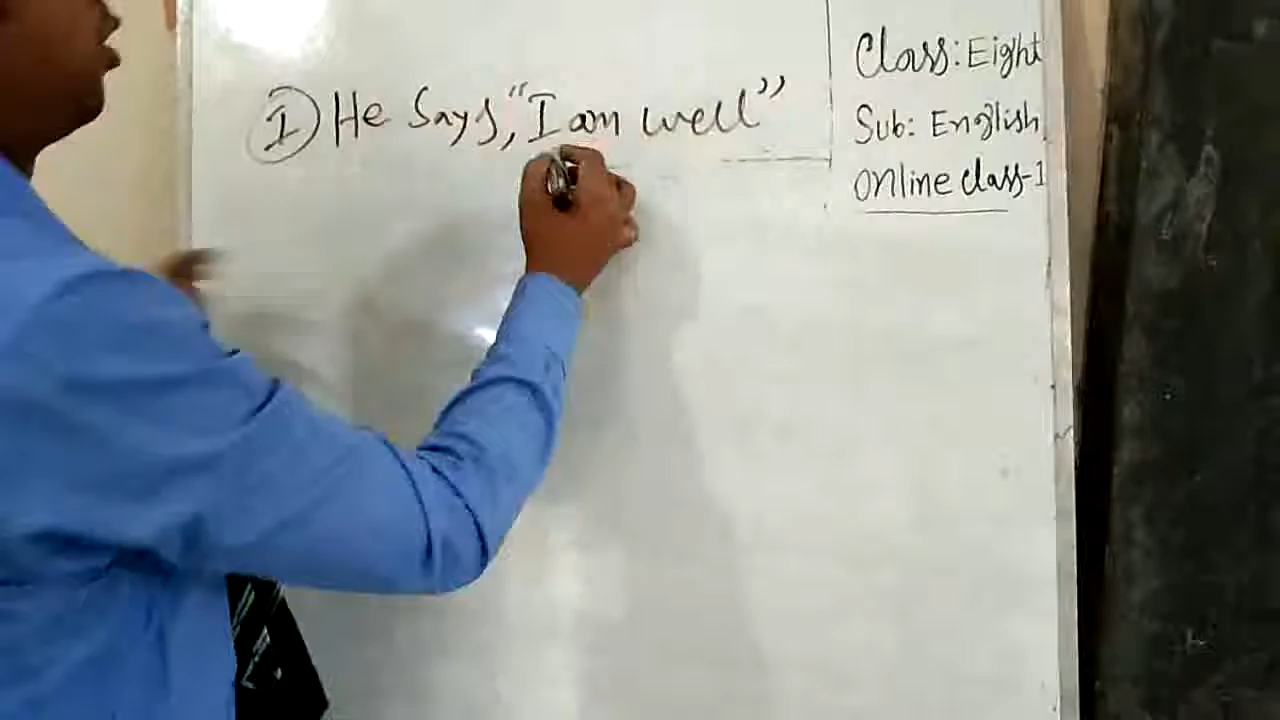 ① He Says, "I am well"
Class: Eight
Sub: English
Online class-1